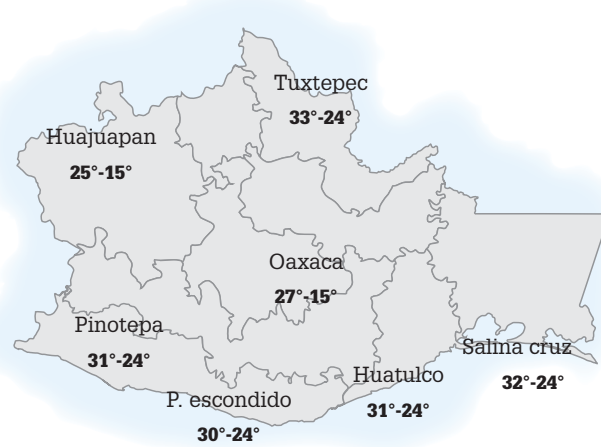 Tuxtepec
33°-24°
Huajuapan
25°-15°
Oaxaca
27°-15°
Pinotepa
31°-24°
Salina cruz
32°-24°
Huatulco
31°-24°
P. escondido
30°-24°